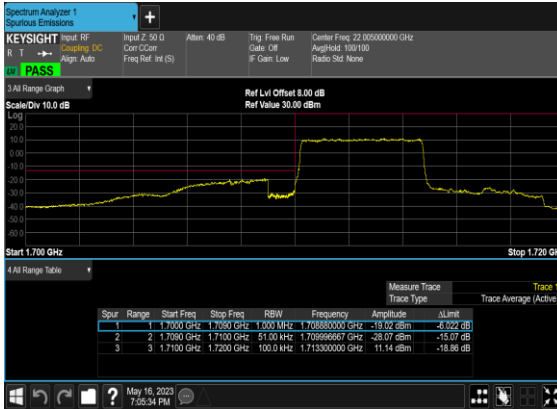 Spectrum Analyzer 1
Spurious Emissions
KEYSIGHT
R T
PASS
Input: RF
Coupling: DC
Align: Auto
Input Z: 50 Ω
Corr CCorr
Freq Ref: Int (S)
Atten: 40 dB
Trig: Free Run
Gate: Off
IF Gain: Low
Center Freq: 22.005000000 GHz
Avg|Hold: 100/100
Radio Std: None
3 All Range Graph
Scale/Div 10.0 dB
Ref Lvl Offset 8.00 dB
Ref Value 30.00 dBm
Log
20.0
10.0
0.00
-10.0
-20.0
-30.0
-40.0
-50.0
-60.0
Start 1.700 GHz
Stop 1.720 GH
4 All Range Table
Measure Trace Trace 1
Trace Type Trace Average (Active
Spur Range Start Freq Stop Freq RBW Frequency Amplitude ΔLimit
1 1 1.7000 GHz 1.7090 GHz 1.000 MHz 1.708880000 GHz -19.02 dBm -6.022 dB
2 2 1.7090 GHz 1.7100 GHz 51.00 kHz 1.709996667 GHz -28.07 dBm -15.07 dB
3 3 1.7100 GHz 1.7200 GHz 100.0 kHz 1.713300000 GHz 11.14 dBm -18.86 dB
?
May 16, 2023
7:05:34 PM